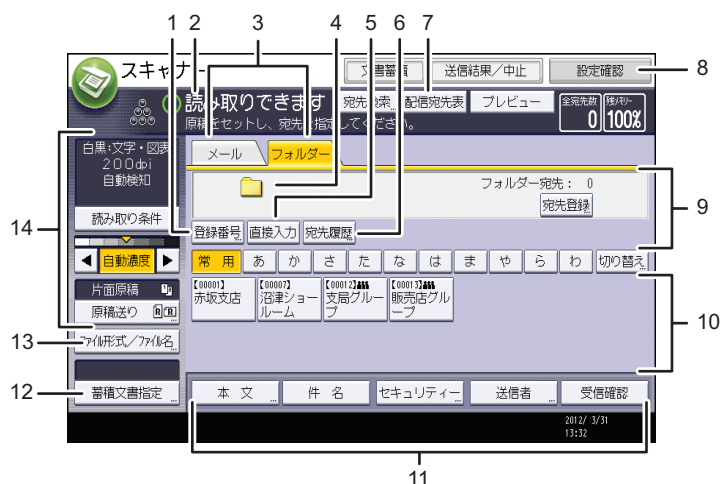 1 2 3 4 5 6 7
スキャナー 文書蓄積 送信結果／中止 設定確認 8
読み取りできます 宛先検索 配信宛先表 プレビュー 全宛先数 残メモリー
原稿をセットし、宛先を指定してください。 0 100%
白黒:文字・図表 メール フォルダー
200dpi
自動検知 フォルダー宛先： 0
14 読み取り条件 宛先登録 9
登録番号 直接入力 宛先履歴
自動濃度 常用 あ か さ た な は ま や ら わ 切り替え
片面原稿 【00001】 【00007】 【00012】 【00013】
原稿送り 赤坂支店 沼津ショールーム 支局グループ 販売店グループ 10
13 ファイル形式／ファイル名
12 蓄積文書指定 本文 件名 セキュリティー 送信者 受信確認
2012/ 3/31
13:32
11